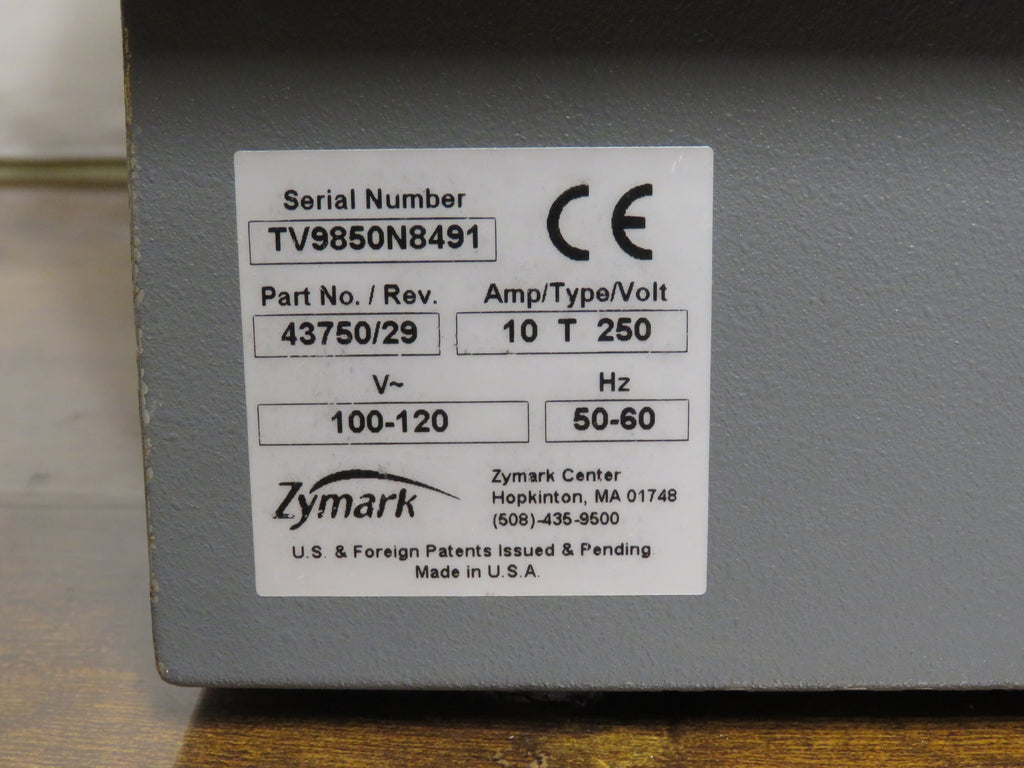 Serial Number
CE
TV9850N8491
Part No. / Rev.
Amp/Type/Volt
43750/29
10 T 250
V~
Hz
100-120
50-60
Zymark
Zymark Center
Hopkinton, MA 01748
(508)-435-9500
U.S. & Foreign Patents Issued & Pending
Made in U.S.A.